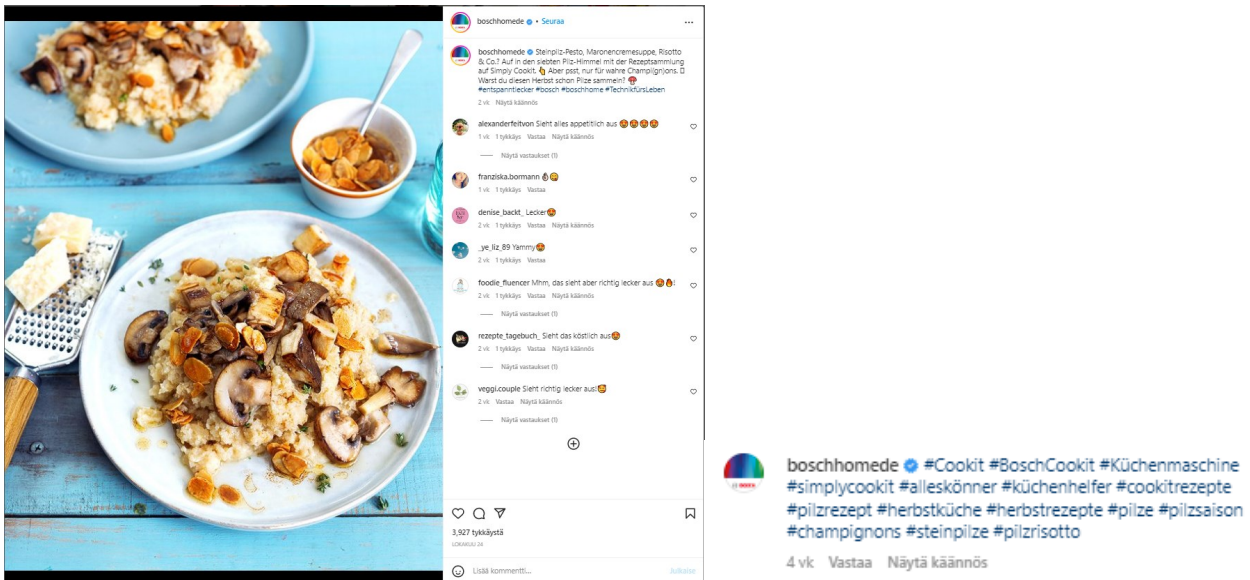 boschhomede • Seuraa
boschhomede Steinpilz-Pesto, Maronencremesuppe, Risotto
& Co.? Auf in den siebten Pilz-Himmel mit der Rezeptsammlung
auf Simply Cookit. 👆 Aber psst, nur für wahre Champi(gn)ons.
Warst du diesen Herbst schon Pilze sammeln? 🍄
#entspanntlecker #bosch #boschhome #TechnikfürsLeben
2 vk Näytä käännös
alexanderfeitvon Sieht alles appetitlich aus 😍😍😍😍
1 vk 1 tykkäys Vastaa Näytä käännös
Näytä vastaukset (1)
franziska.bormann 👌😋
1 vk 1 tykkäys Vastaa
denise_backt_ Lecker😍
2 vk 1 tykkäys Vastaa Näytä käännös
_ye_liz_89 Yammy😍
2 vk 1 tykkäys Vastaa
foodie_fluencer Mhm, das sieht aber richtig lecker aus 😍🔥!
2 vk 1 tykkäys Vastaa Näytä käännös
Näytä vastaukset (1)
rezepte_tagebuch_ Sieht das köstlich aus😍
2 vk 1 tykkäys Vastaa Näytä käännös
Näytä vastaukset (1)
veggi.couple Sieht richtig lecker aus!🥰
2 vk Vastaa Näytä käännös
Näytä vastaukset (1)
3,927 tykkäystä
LOKAKUU 24
Lisää kommentti... Julkaise
boschhomede #Cookit #BoschCookit #Küchenmaschine
#simplycookit #alleskönner #küchenhelfer #cookitrezepte
#pilzrezept #herbstküche #herbstrezepte #pilze #pilzsaison
#champignons #steinpilze #pilzrisotto
4 vk Vastaa Näytä käännös